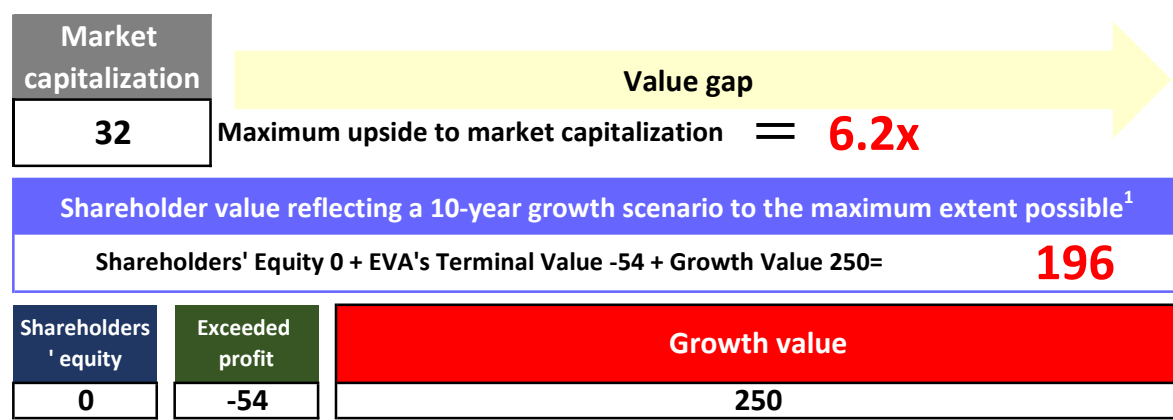 Market
capitalization
Value gap
32
Maximum upside to market capitalization = 6.2x
Shareholder value reflecting a 10-year growth scenario to the maximum extent possible1
Shareholders' Equity 0 + EVA's Terminal Value -54 + Growth Value 250=
196
Shareholders
' equity
Exceeded
profit
Growth value
0
-54
250